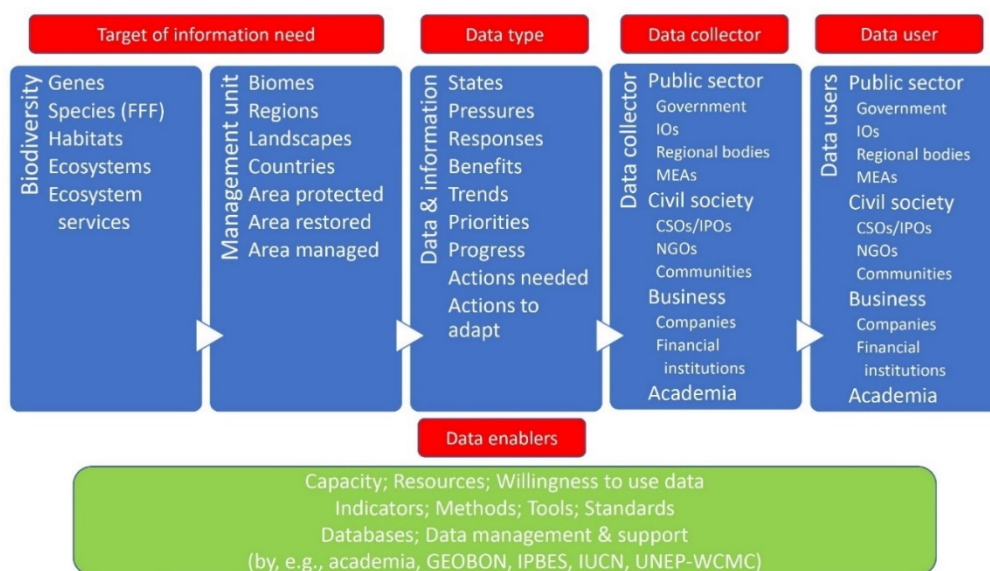 Target of information need
Data type
Data collector
Data user
Biodiversity
Genes
Species (FFF)
Habitats
Ecosystems
Ecosystem
services
Management unit
Biomes
Regions
Landscapes
Countries
Area protected
Area restored
Area managed
Data & information
States
Pressures
Responses
Benefits
Trends
Priorities
Progress
Actions needed
Actions to
adapt
Data collector
Public sector
Government
IOs
Regional bodies
MEAs
Civil society
CSOs/IPOs
NGOs
Communities
Business
Companies
Financial
institutions
Academia
Data users
Public sector
Government
IOs
Regional bodies
MEAs
Civil society
CSOs/IPOs
NGOs
Communities
Business
Companies
Financial
institutions
Academia
Data enablers
Capacity; Resources; Willingness to use data
Indicators; Methods; Tools; Standards
Databases; Data management & support
(by, e.g., academia, GEOBON, IPBES, IUCN, UNEP-WCMC)